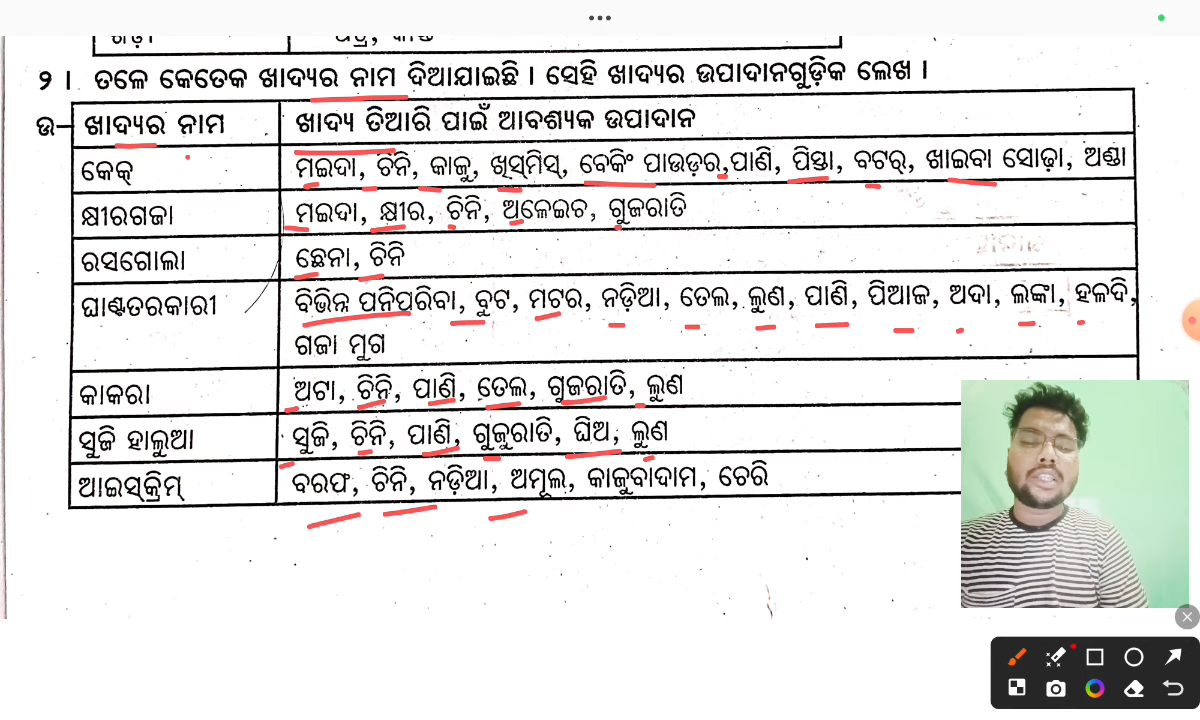 ୨ । ତଳେ କେତେକ ଖାଦ୍ୟର ନାମ ଦିଆଯାଇଛି । ସେହି ଖାଦ୍ୟର ଉପାଦାନଗୁଡ଼ିକ ଲେଖ ।
ଉ– ଖାଦ୍ୟର ନାମ ଖାଦ୍ୟ ତିଆରି ପାଇଁ ଆବଶ୍ୟକ ଉପାଦାନ
କେକ୍ ମଇଦା, ଚିନି, କାଜୁ, ଖିସ୍‌ମିସ୍, ବେକିଂ ପାଉଡ଼ର,ପାଣି, ପିସ୍ତା, ବଟର୍, ଖାଇବା ସୋଢ଼ା, ଅଣ୍ଡା
କ୍ଷୀରଗଜା ମଇଦା, କ୍ଷୀର, ଚିନି, ଅଳେଇଚ, ଗୁଜରାତି
ରସଗୋଲା ଛେନା, ଚିନି
ଘାଣ୍ଟତରକାରୀ ବିଭିନ୍ନ ପନିପରିବା, ବୁଟ, ମଟର, ନଡ଼ିଆ, ତେଲ, ଲୁଣ, ପାଣି, ପିଆଜ, ଅଦା, ଲଙ୍କା, ହଳଦି,
ଗଜା ମୁଗ
କାକରା ଅଟା, ଚିନି, ପାଣି, ତେଲ, ଗୁଜରାତି, ଲୁଣ
ସୁଜି ହାଲୁଆ ସୁଜି, ଚିନି, ପାଣି, ଗୁଜୁରାତି, ଘିଅ, ଲୁଣ
ଆଇସ୍‌କ୍ରିମ୍ ବରଫ, ଚିନି, ନଡ଼ିଆ, ଅମୂଲ, କାଜୁବାଦାମ, ଚେରି